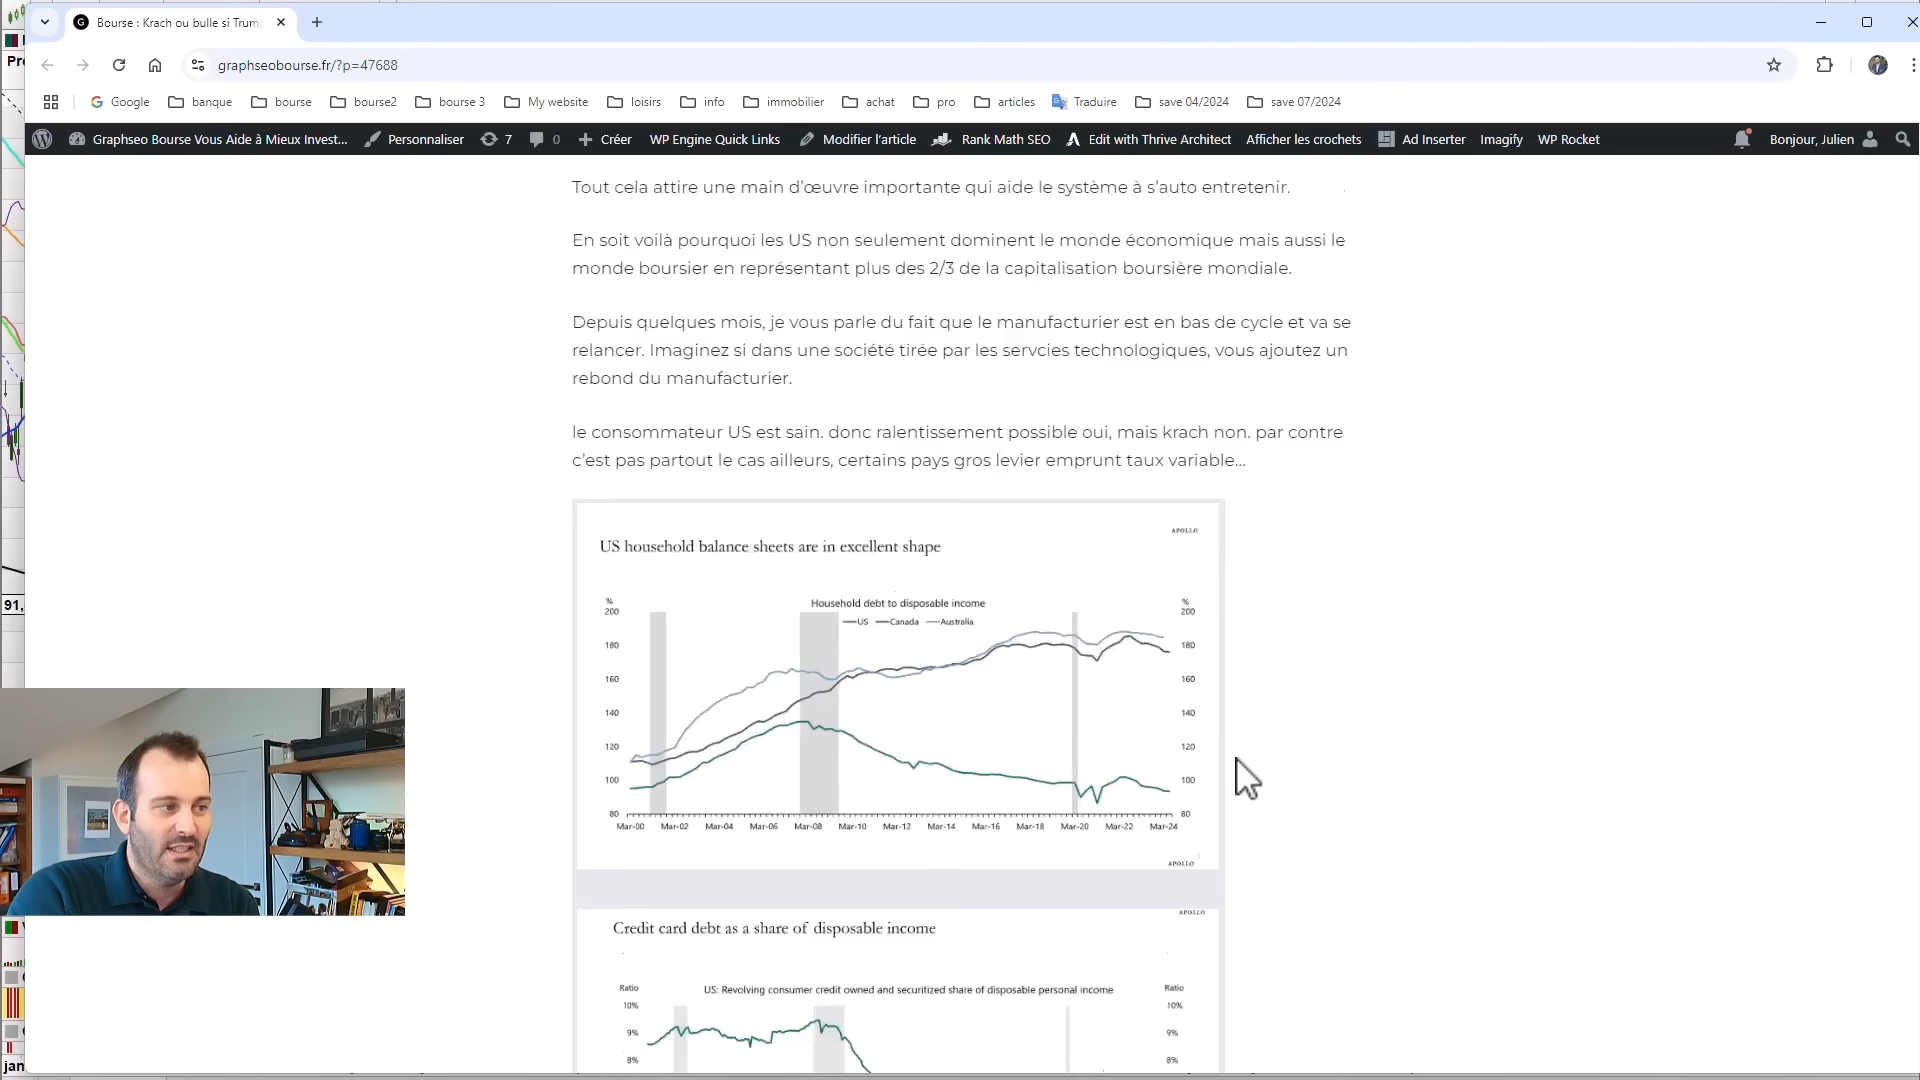 Bourse : Krach ou bulle si Trum
graphseobourse.fr/?p=47688
Google banque bourse bourse2 bourse 3 My website loisirs info immobilier achat pro articles Traduire save 04/2024 save 07/2024
Graphseo Bourse Vous Aide à Mieux Invest... Personnaliser 7 0 Créer WP Engine Quick Links Modifier l'article Rank Math SEO Edit with Thrive Architect Afficher les crochets Ad Inserter Imagify WP Rocket Bonjour, Julien
Tout cela attire une main d'œuvre importante qui aide le système à s'auto entretenir.
En soit voilà pourquoi les US non seulement dominent le monde économique mais aussi le
monde boursier en représentant plus des 2/3 de la capitalisation boursière mondiale.
Depuis quelques mois, je vous parle du fait que le manufacturier est en bas de cycle et va se
relancer. Imaginez si dans une société tirée par les servcies technologiques, vous ajoutez un
rebond du manufacturier.
le consommateur US est sain. donc ralentissement possible oui, mais krach non. par contre
c'est pas partout le cas ailleurs, certains pays gros levier emprunt taux variable...
APOLLO
US household balance sheets are in excellent shape
Household debt to disposable income
% %
200 200
US Canada Australia
180 180
160 160
140 140
120 120
100 100
80 80
Mar-00 Mar-02 Mar-04 Mar-06 Mar-08 Mar-10 Mar-12 Mar-14 Mar-16 Mar-18 Mar-20 Mar-22 Mar-24
APOLLO
APOLLO
Credit card debt as a share of disposable income
Ratio US: Revolving consumer credit owned and securitized share of disposable personal income Ratio
10% 10%
9% 9%
8% 8%
Pr
91,
jan